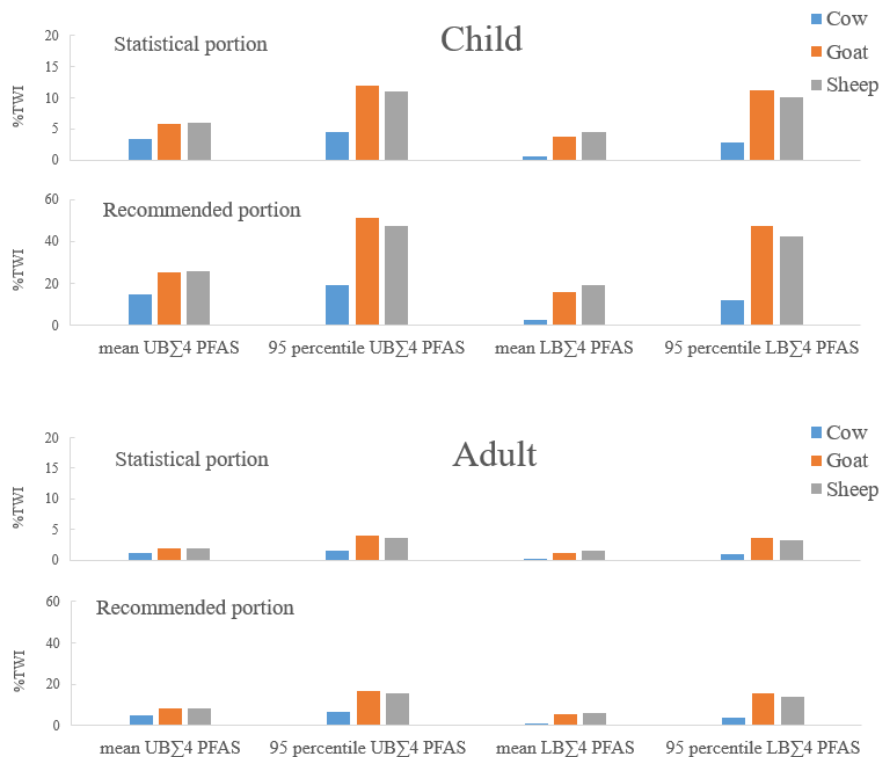 Statistical portion
Child
Cow
Goat
Sheep
%TWI
20
15
10
5
0
Recommended portion
%TWI
60
40
20
0
mean UB∑4 PFAS
95 percentile UB∑4 PFAS
mean LB∑4 PFAS
95 percentile LB∑4 PFAS
Statistical portion
Adult
Cow
Goat
Sheep
%TWI
20
15
10
5
0
Recommended portion
%TWI
60
40
20
0
mean UB∑4 PFAS
95 percentile UB∑4 PFAS
mean LB∑4 PFAS
95 percentile LB∑4 PFAS